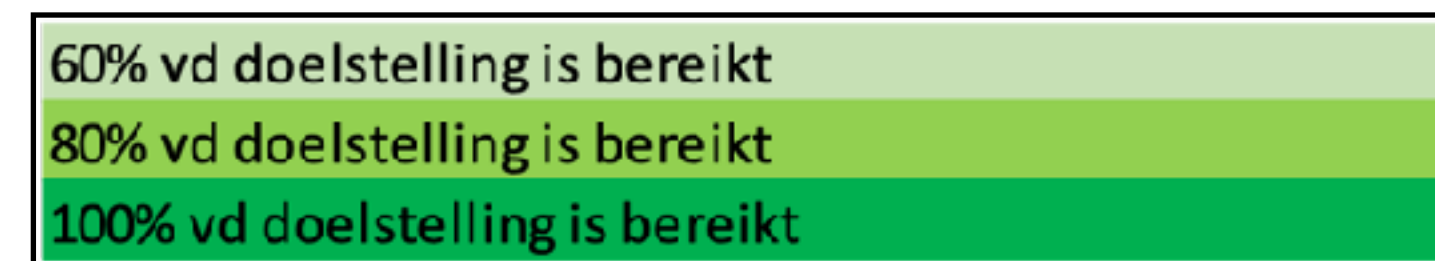 60% vd doelstelling is bereikt
80% vd doelstelling is bereikt
100% vd doelstelling is bereikt